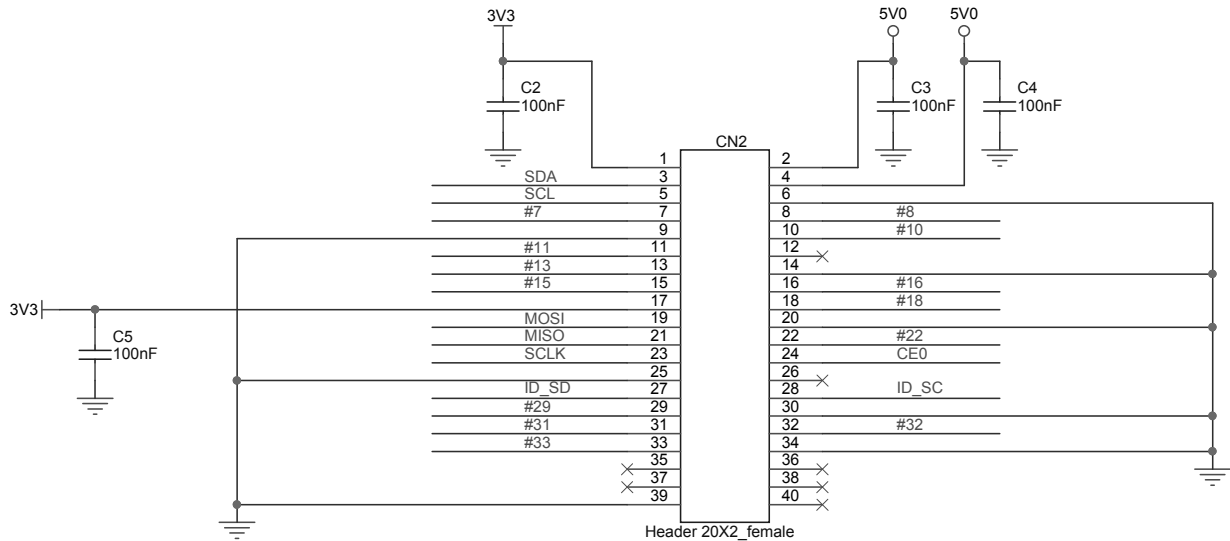 3V3
5V0
5V0
C2
100nF
C3
100nF
C4
100nF
CN2
1
2
SDA
3
4
SCL
5
6
#7
7
8
#8
9
10
#10
#11
11
12
#13
13
14
#15
15
16
#16
3V3
17
18
#18
MOSI
19
20
C5
100nF
MISO
21
22
#22
SCLK
23
24
CE0
25
26
ID_SD
27
28
ID_SC
#29
29
30
#31
31
32
#32
#33
33
34
35
36
37
38
39
40
Header 20X2_female